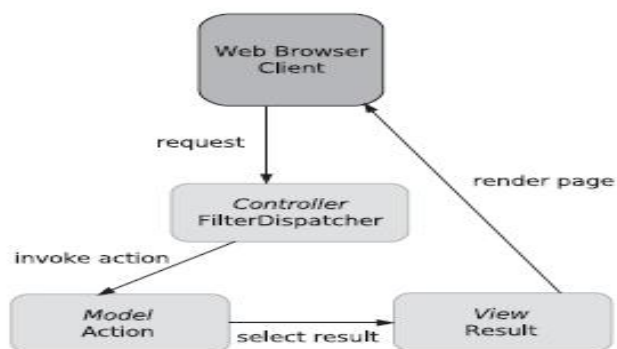 Web Browser
Client
request
render page
Controller
FilterDispatcher
invoke action
Model
Action
select result
View
Result